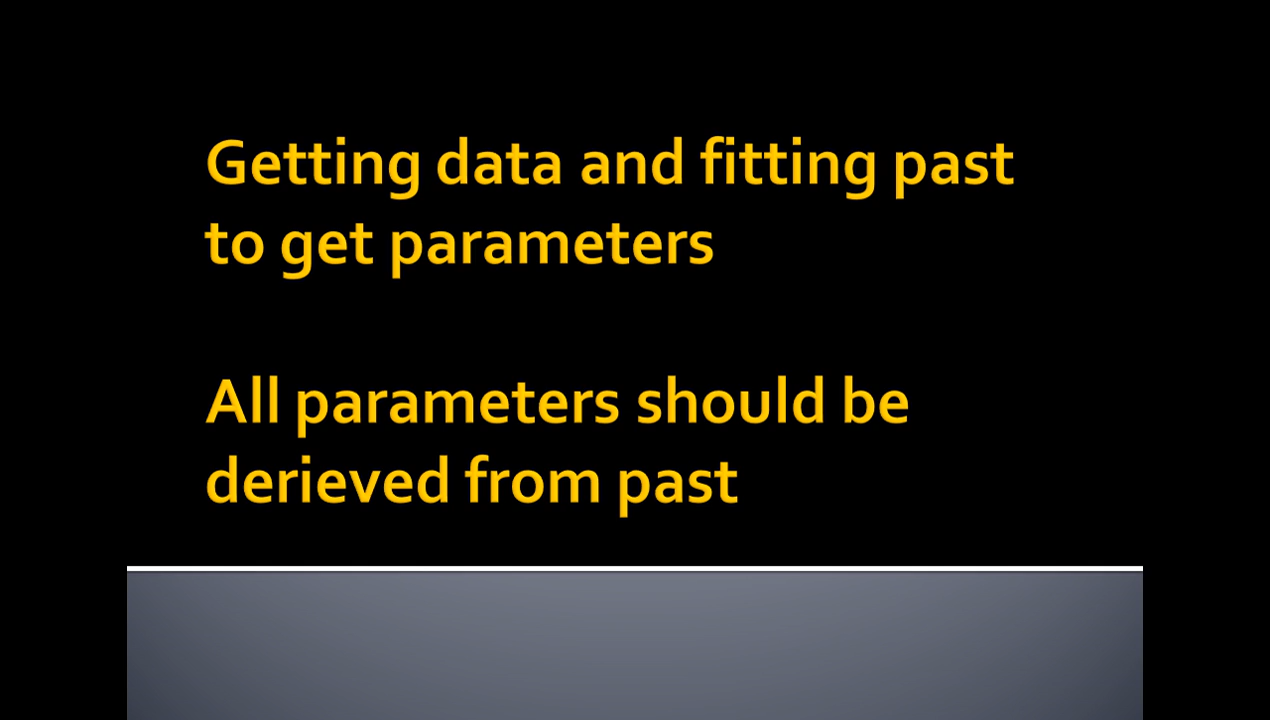 Getting data and fitting past
to get parameters
All parameters should be
derieved from past